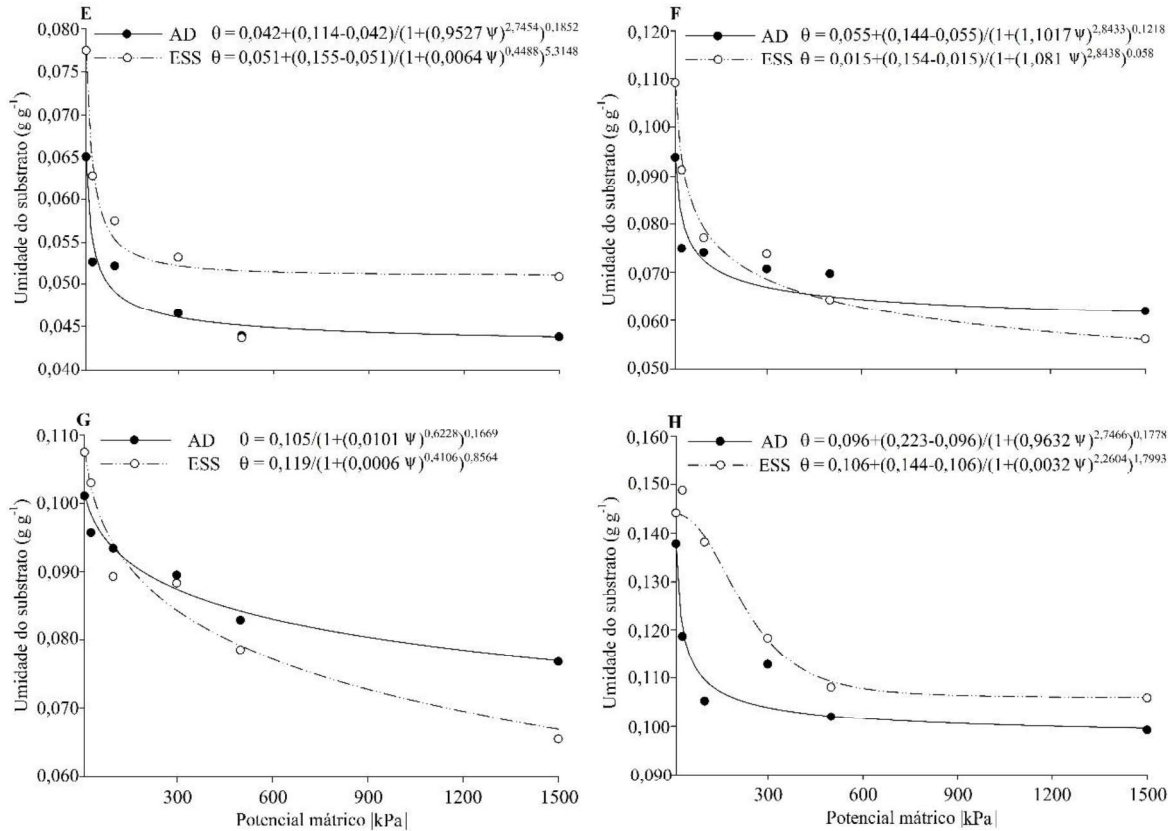 E
AD θ = 0,042+(0,114-0,042)/(1+(0,9527 Ψ)^2,7454)^0,1852
ESS θ = 0,051+(0,155-0,051)/(1+(0,0064 Ψ)^0,4488)^5,3148
0,080
0,075
0,070
0,065
0,060
0,055
0,050
0,045
0,040
Umidade do substrato (g g⁻¹)
F
AD θ = 0,055+(0,144-0,055)/(1+(1,1017 Ψ)^2,8433)^0,1218
ESS θ = 0,015+(0,154-0,015)/(1+(1,081 Ψ)^2,8438)^0,058
0,120
0,110
0,100
0,090
0,080
0,070
0,060
0,050
Umidade do substrato (g g⁻¹)
G
AD θ = 0,105/(1+(0,0101 Ψ)^0,6228)^0,1669
ESS θ = 0,119/(1+(0,0006 Ψ)^0,4106)^0,8564
0,110
0,100
0,090
0,080
0,070
0,060
Umidade do substrato (g g⁻¹)
300 600 900 1200 1500
Potencial mátrico |kPa|
H
AD θ = 0,096+(0,223-0,096)/(1+(0,9632 Ψ)^2,7466)^0,1778
ESS θ = 0,106+(0,144-0,106)/(1+(0,0032 Ψ)^2,2604)^1,7993
0,160
0,150
0,140
0,130
0,120
0,110
0,100
0,090
Umidade do substrato (g g⁻¹)
300 600 900 1200 1500
Potencial mátrico |kPa|